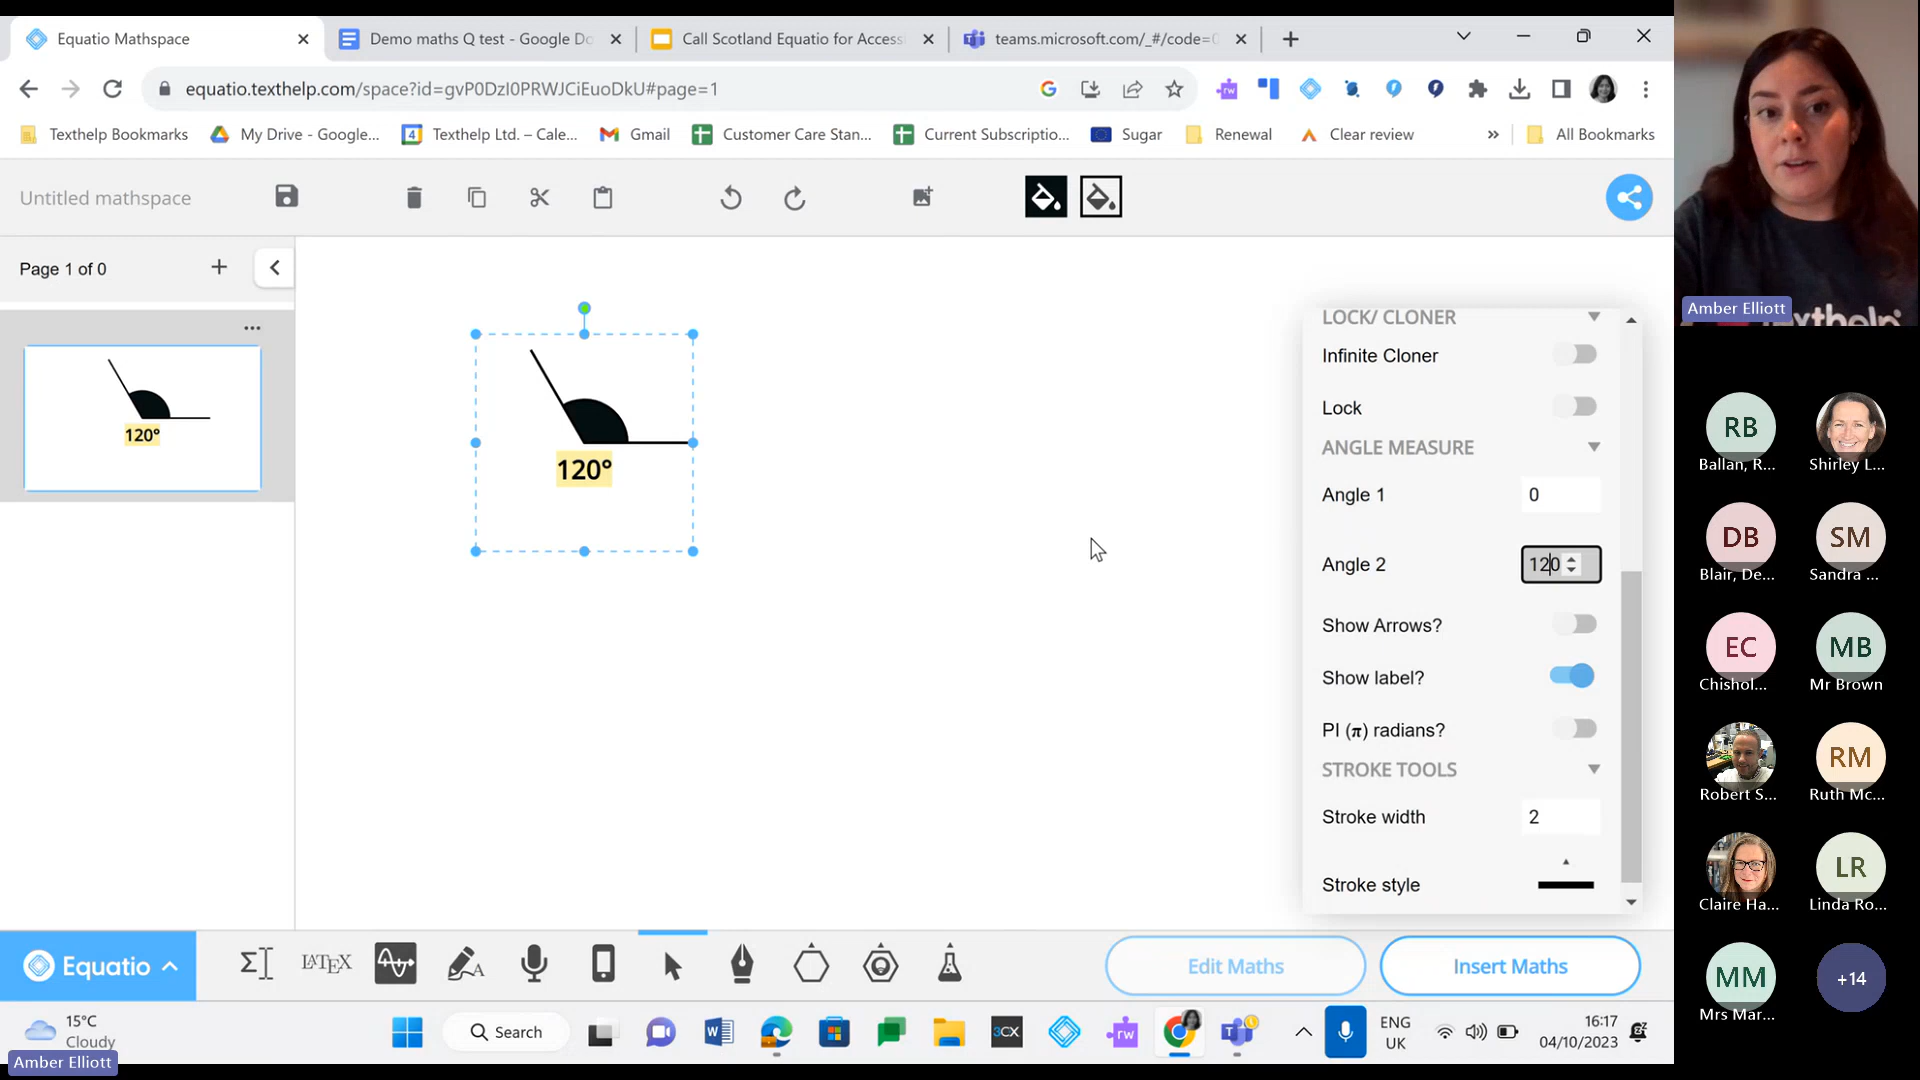 Equatio Mathspace
Demo maths Q test - Google Do
Call Scotland Equatio for Access
teams.microsoft.com/_#/code=0
equatio.texthelp.com/space?id=gvP0DzI0PRWJCiEuoDkU#page=1
Texthelp Bookmarks
My Drive - Google...
Texthelp Ltd. – Cale...
Gmail
Customer Care Stan...
Current Subscriptio...
Sugar
Renewal
Clear review
»
All Bookmarks
Untitled mathspace
Page 1 of 0
120°
120°
LOCK/ CLONER
Infinite Cloner
Lock
ANGLE MEASURE
Angle 1 0
Angle 2 120
Show Arrows?
Show label?
PI (π) radians?
STROKE TOOLS
Stroke width 2
Stroke style
Equatio
LATEX
Edit Maths
Insert Maths
15°C
Cloudy
Search
3CX
rw
ENG
UK
16:17
04/10/2023
Amber Elliott
Amber Elliott
texthelp
RB
Ballan, R...
Shirley L...
DB
Blair, De...
SM
Sandra ...
EC
Chishol...
MB
Mr Brown
Robert S...
RM
Ruth Mc...
Claire Ha...
LR
Linda Ro...
MM
Mrs Mar...
+14